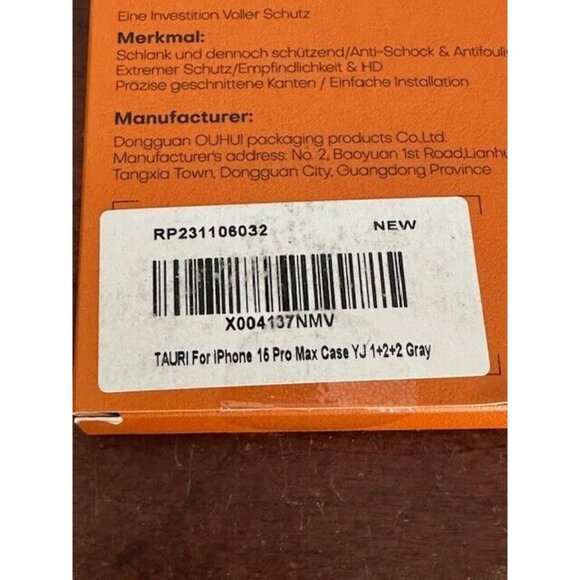 Eine Investition Voller Schutz
Merkmal:
Schlank und dennoch schützend/Anti-Schock & Antifouli
Extremer Schutz/Empfindlichkeit & HD
Präzise geschnittene Kanten / Einfache Installation
Manufacturer:
Dongguan OUHUI packaging products Co,Ltd.
Manufacturer's address: No. 2, Baoyuan 1st Road,Lianhu
Tangxia Town, Dongguan City, Guangdong Province
RP231106032 NEW
X004137NMV
TAURI For iPhone 15 Pro Max Case YJ 1+2+2 Gray